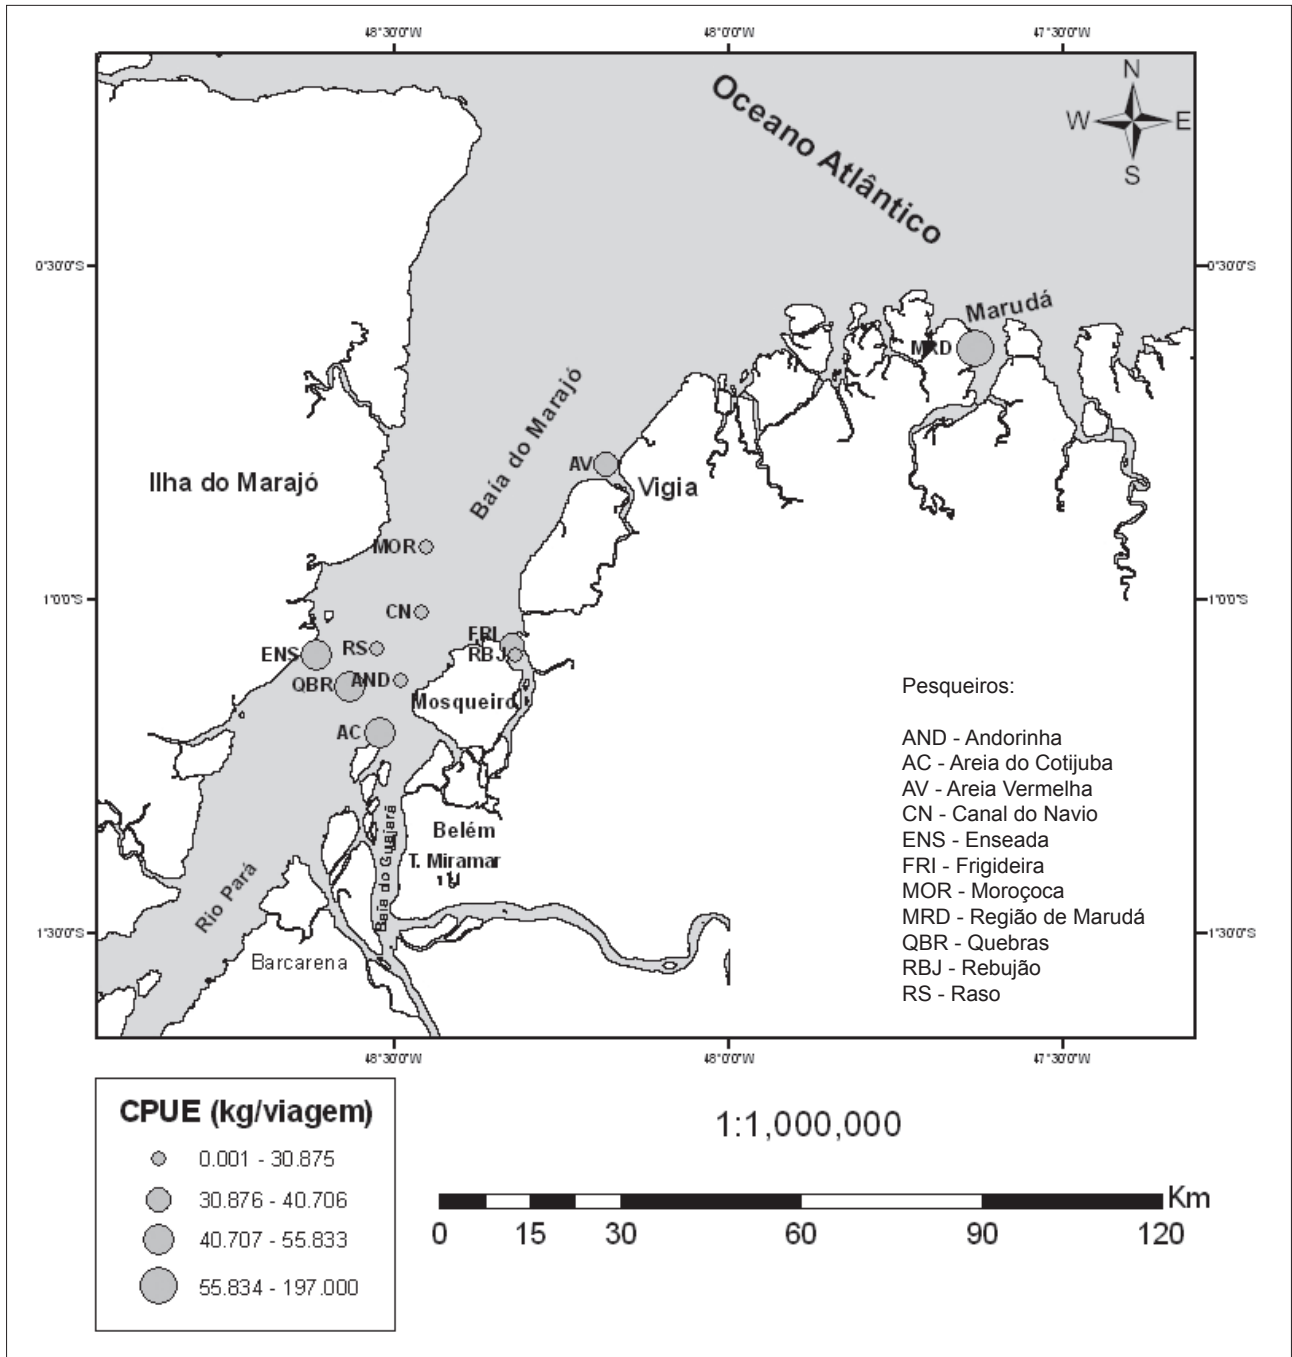 48°30'0"W 48°0'0"W 47°30'0"W
N
W E
S
Oceano Atlântico
0°30'0"S 0°30'0"S
Marudá
MRD
Baía do Marajó
AV
Ilha do Marajó
Vigia
MOR
1°0'0"S 1°0'0"S
CN
FRI
ENS RS RBJ
QBR AND
Mosqueiro
AC
Pesqueiros:
AND - Andorinha
AC - Areia do Cotijuba
AV - Areia Vermelha
CN - Canal do Navio
ENS - Enseada
FRI - Frigideira
MOR - Moroçoca
MRD - Região de Marudá
QBR - Quebras
RBJ - Rebujão
RS - Raso
Belém
T. Miramar
Baía do Guajará
Rio Pará
Barcarena
1°30'0"S 1°30'0"S
48°30'0"W 48°0'0"W 47°30'0"W
CPUE (kg/viagem)
0.001 - 30.875
30.876 - 40.706
40.707 - 55.833
55.834 - 197.000
1:1,000,000
Km
0 15 30 60 90 120